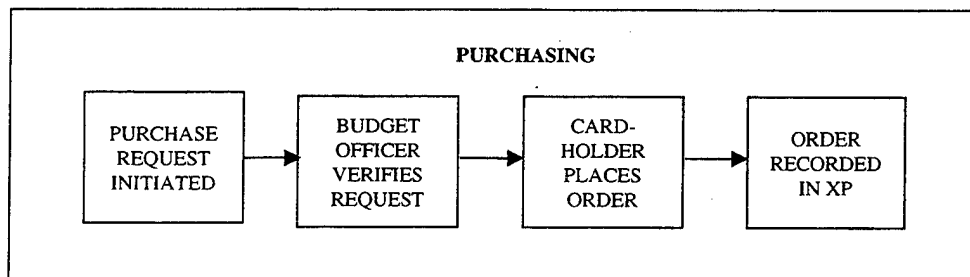 PURCHASING
PURCHASE
REQUEST
INITIATED
BUDGET
OFFICER
VERIFIES
REQUEST
CARD-
HOLDER
PLACES
ORDER
ORDER
RECORDED
IN XP